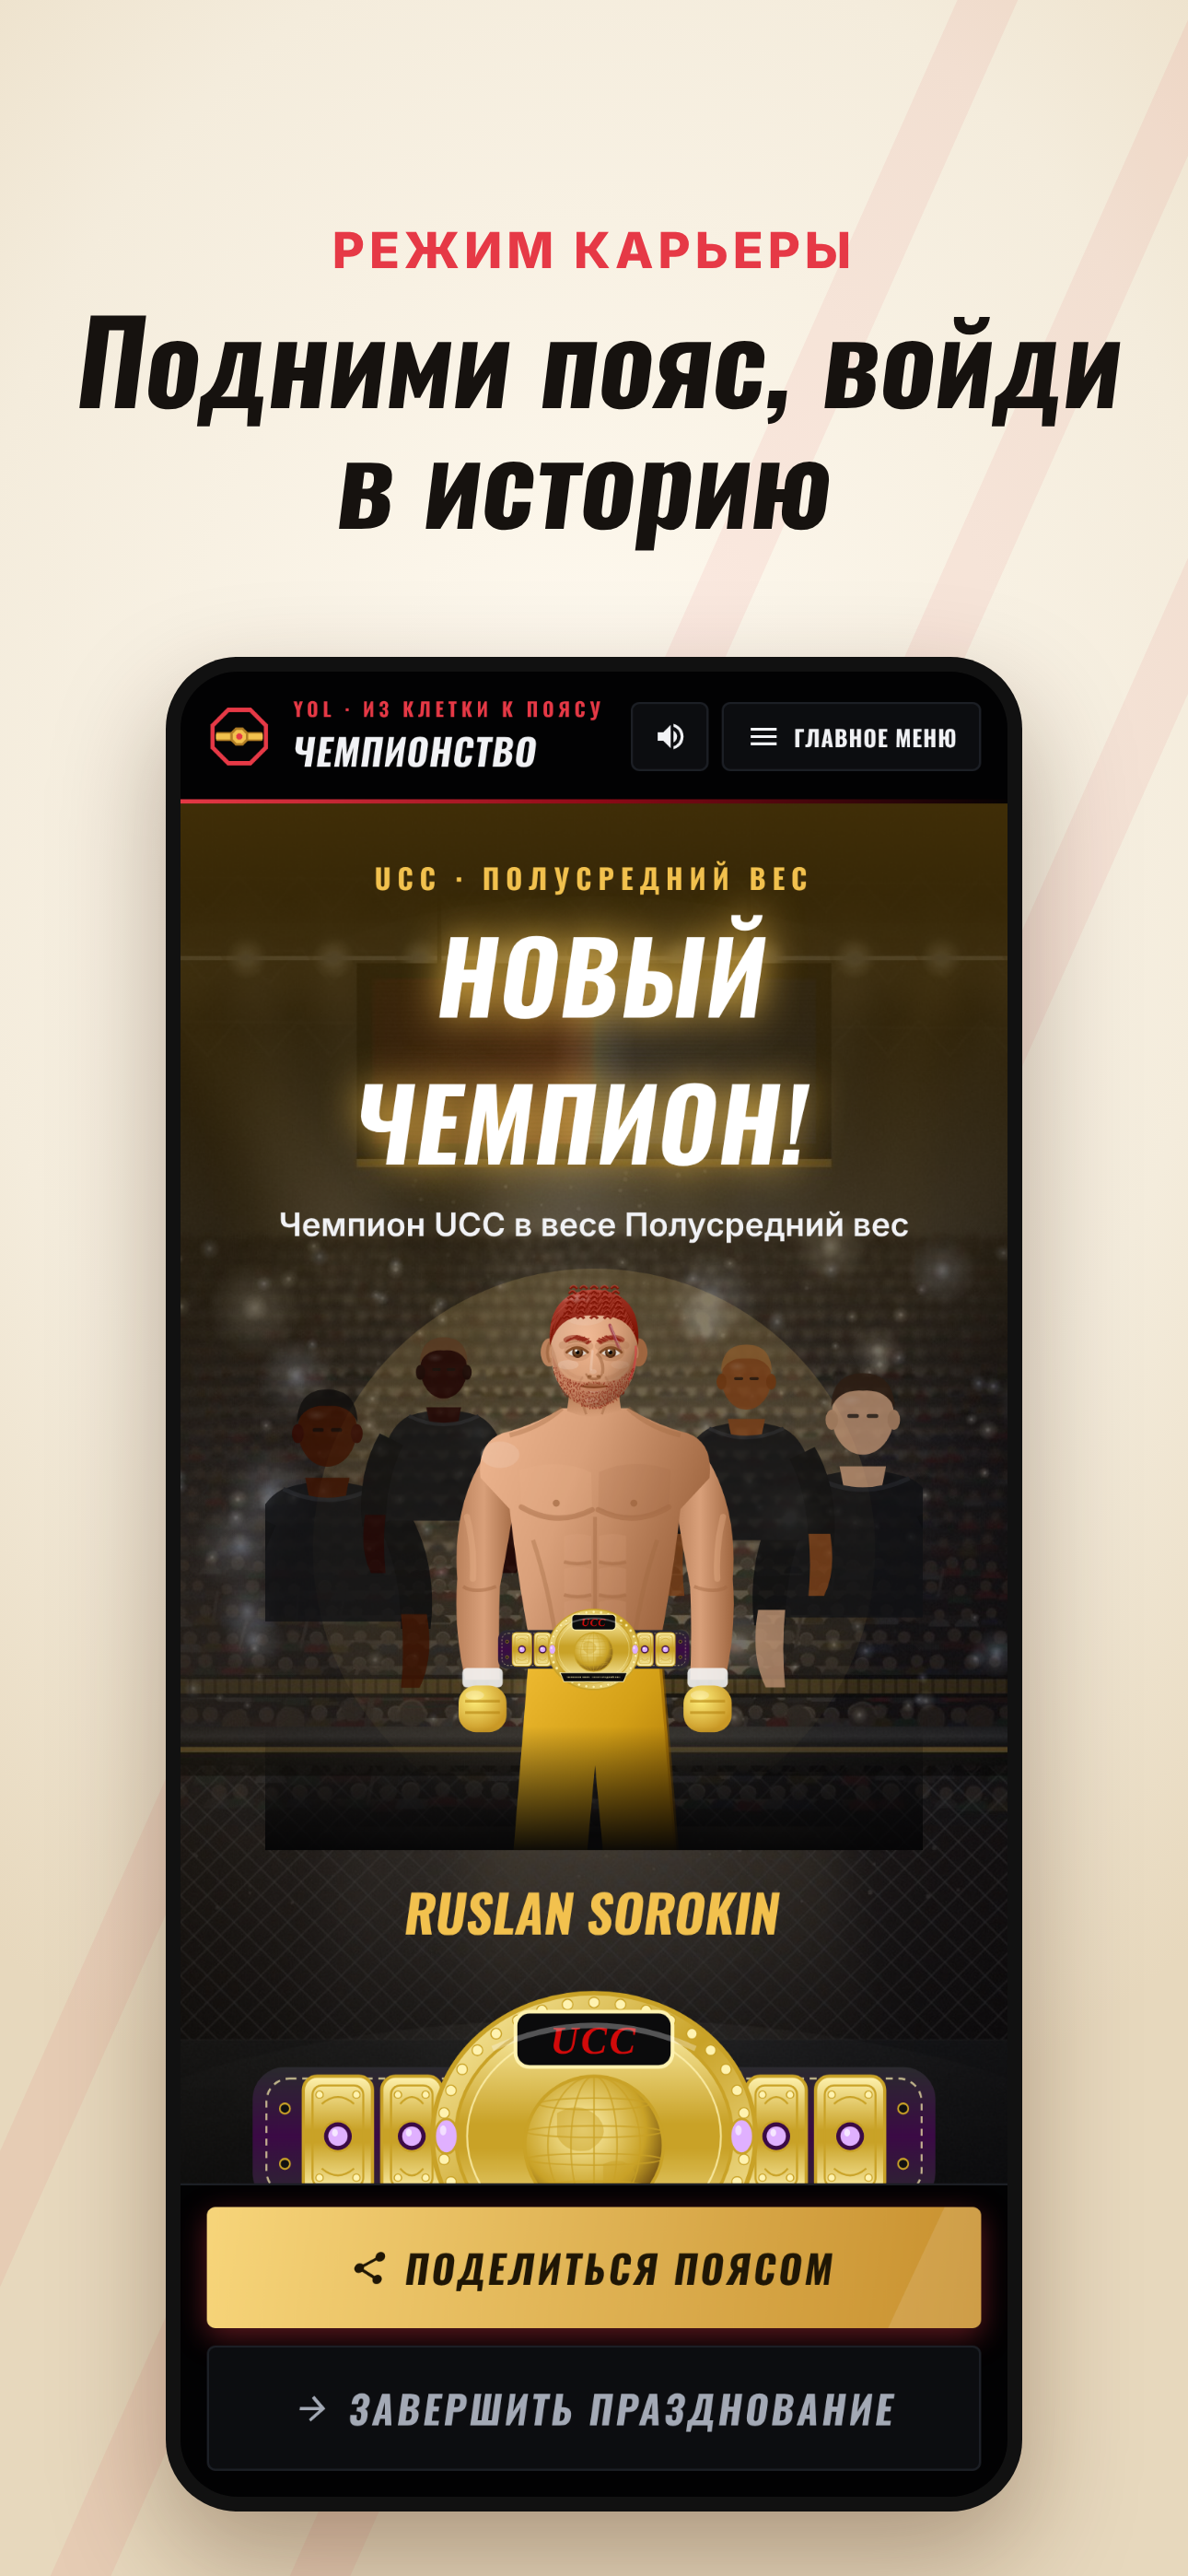 РЕЖИМ КАРЬЕРЫ
Подними пояс, войди
в историю
YOL · ИЗ КЛЕТКИ К ПОЯСУ
ЧЕМПИОНСТВО
ГЛАВНОЕ МЕНЮ
UCC · ПОЛУСРЕДНИЙ ВЕС
НОВЫЙ
ЧЕМПИОН!
Чемпион UCC в весе Полусредний вес
UCC
RUSLAN SOROKIN
UCC
ПОДЕЛИТЬСЯ ПОЯСОМ
ЗАВЕРШИТЬ ПРАЗДНОВАНИЕ